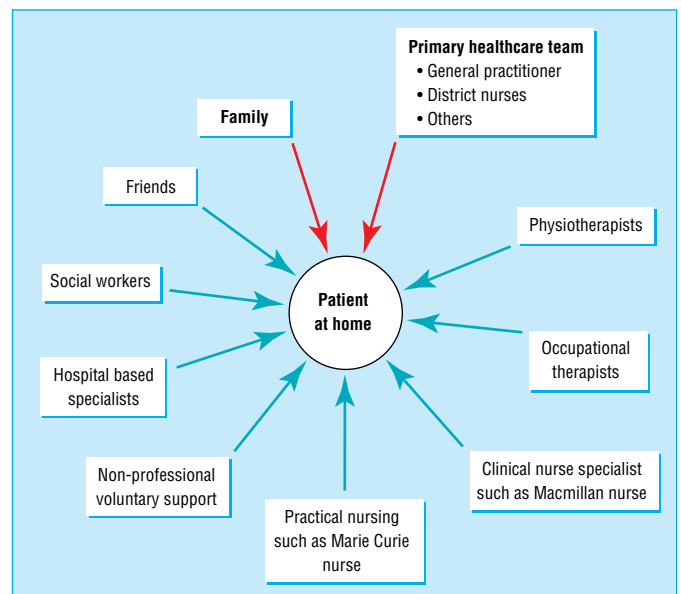 Primary healthcare team
• General practitioner
• District nurses
• Others
Family
Friends
Physiotherapists
Social workers
Patient
at home
Occupational
therapists
Hospital based
specialists
Non-professional
voluntary support
Clinical nurse specialist
such as Macmillan nurse
Practical nursing
such as Marie Curie
nurse